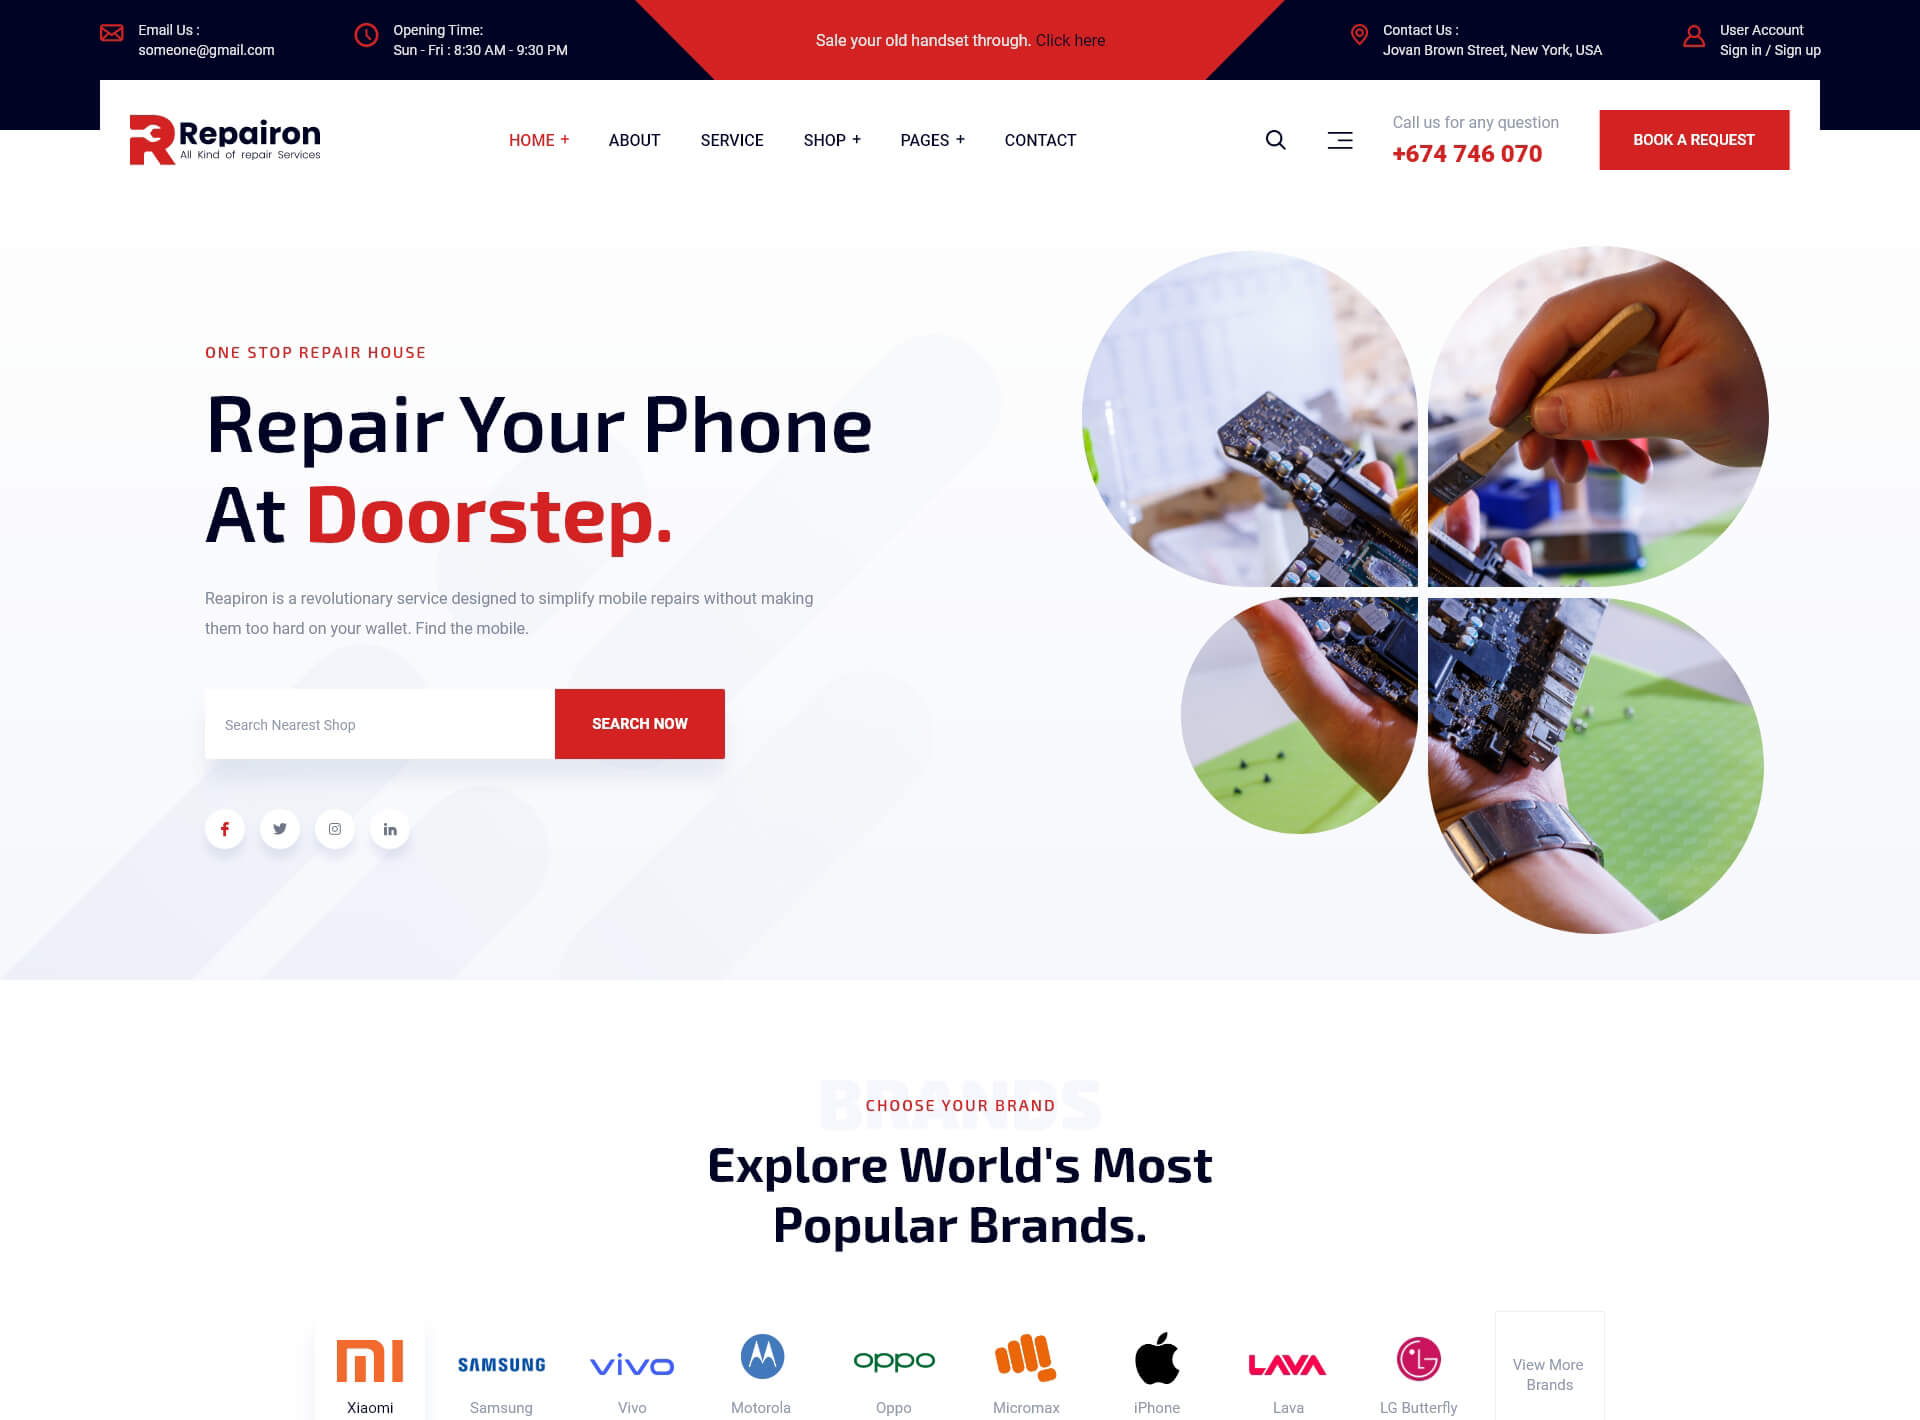 Email Us :
someone@gmail.com
Opening Time:
Sun - Fri : 8:30 AM - 9:30 PM
Sale your old handset through. Click here
Contact Us :
Jovan Brown Street, New York, USA
User Account
Sign in / Sign up
Repairon
All Kind of repair Services
HOME +
ABOUT
SERVICE
SHOP +
PAGES +
CONTACT
Call us for any question
+674 746 070
BOOK A REQUEST
ONE STOP REPAIR HOUSE
Repair Your Phone
At Doorstep.
Reapiron is a revolutionary service designed to simplify mobile repairs without making
them too hard on your wallet. Find the mobile.
Search Nearest Shop
SEARCH NOW
BRANDS
CHOOSE YOUR BRAND
Explore World's Most
Popular Brands.
SAMSUNG
vivo
oppo
LAVA
LG
View More
Brands
Xiaomi
Samsung
Vivo
Motorola
Oppo
Micromax
iPhone
Lava
LG Butterfly